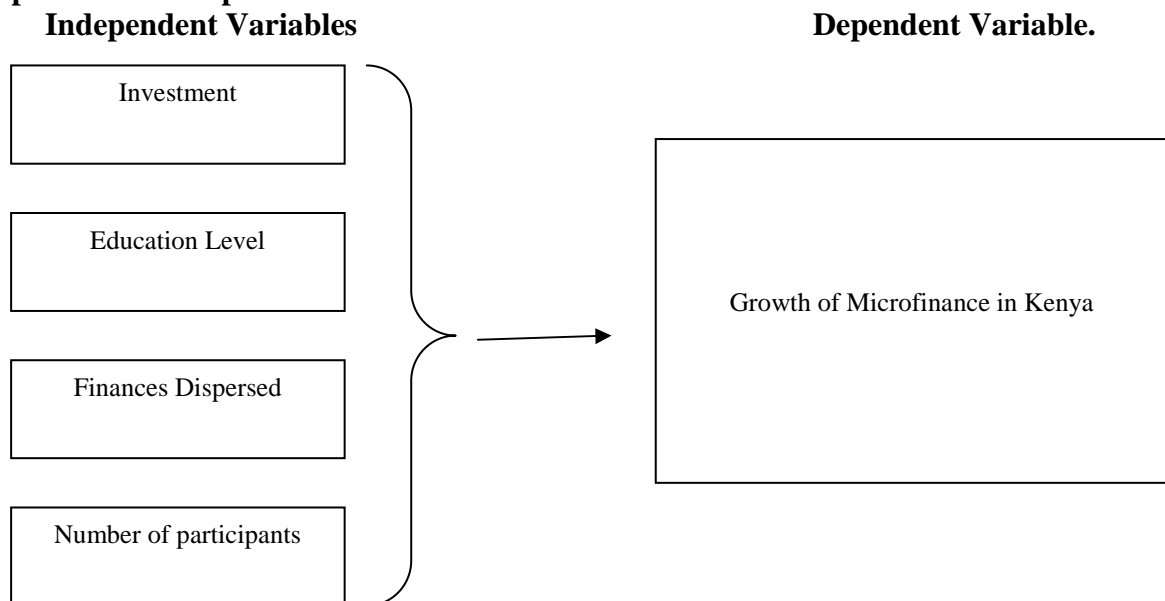 Independent Variables
Dependent Variable.
Investment
Education Level
Growth of Microfinance in Kenya
Finances Dispersed
Number of participants